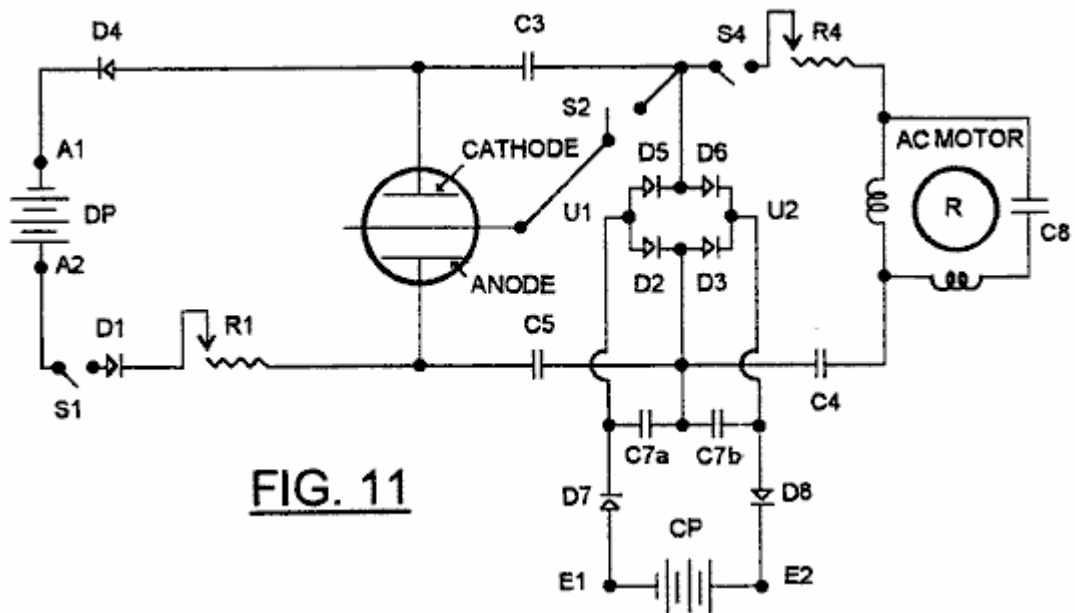 D4
C3
S4
R4
S2
A1
CATHODE
D5
D6
AC MOTOR
DP
U1
U2
R
C8
A2
ANODE
D2
D3
D1
R1
C5
S1
C4
C7a
C7b
FIG. 11
D7
D8
CP
E1
E2